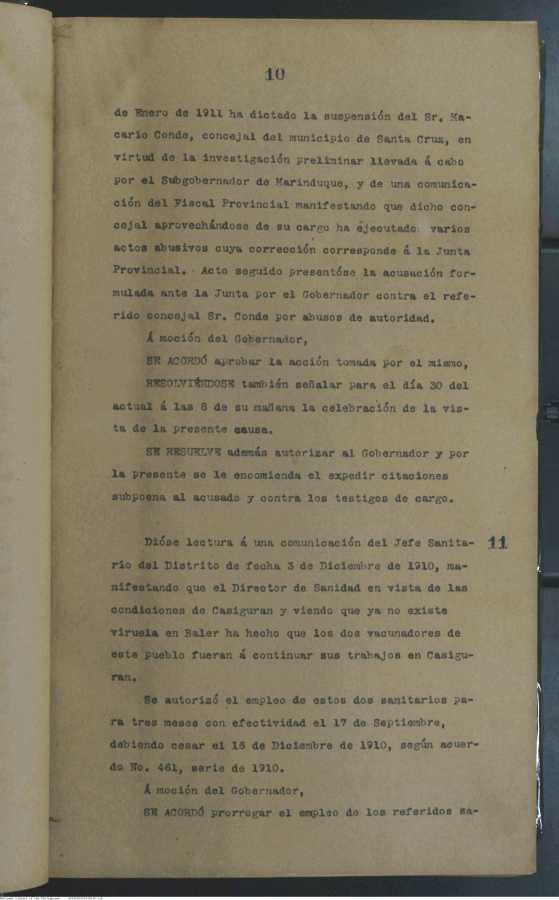 10
de Enero de 1911 ha dictado la suspensión del Sr. Ma-
cario Conde, concejal del municipio de Santa Cruz, en
virtud de la investigación preliminar llevada á cabo
por el Subgobernador de Marinduque, y de una comunica-
ción del Fiscal Provincial manifestando que dicho con-
cejal aprovechándose de su cargo ha ejecutado varios
actos abusivos cuya corrección corresponde á la Junta
Provincial. Acto seguido presentóse la acusación for-
mulada ante la Junta por el Gobernador contra el refe-
rido concejal Sr. Conde por abusos de autoridad.
Á moción del Gobernador,
SE ACORDÓ aprobar la acción tomada por el mismo,
RESOLVIÉNDOSE también señalar para el día 30 del
actual á las 8 de su mañana la celebración de la vis-
ta de la presente causa.
SE RESUELVE además autorizar al Gobernador y por
la presente se le encomienda el expedir citaciones
subpoena al acusado y contra los testigos de cargo.
Dióse lectura á una comunicación del Jefe Sanita- 11
rio del Distrito de fecha 3 de Diciembre de 1910, ma-
nifestando que el Director de Sanidad en vista de las
condiciones de Casiguran y viendo que ya no existe
viruela en Baler ha hecho que los dos vacunadores de
este pueblo fueran á continuar sus trabajos en Casigu-
ran.
Se autorizó el empleo de estos dos sanitarios pa-
ra tres meses con efectividad el 17 de Septiembre,
debiendo cesar el 16 de Diciembre de 1910, según acuer-
do No. 461, serie de 1910.
Á moción del Gobernador,
SE ACORDÓ prorrogar el empleo de los referidos sa-